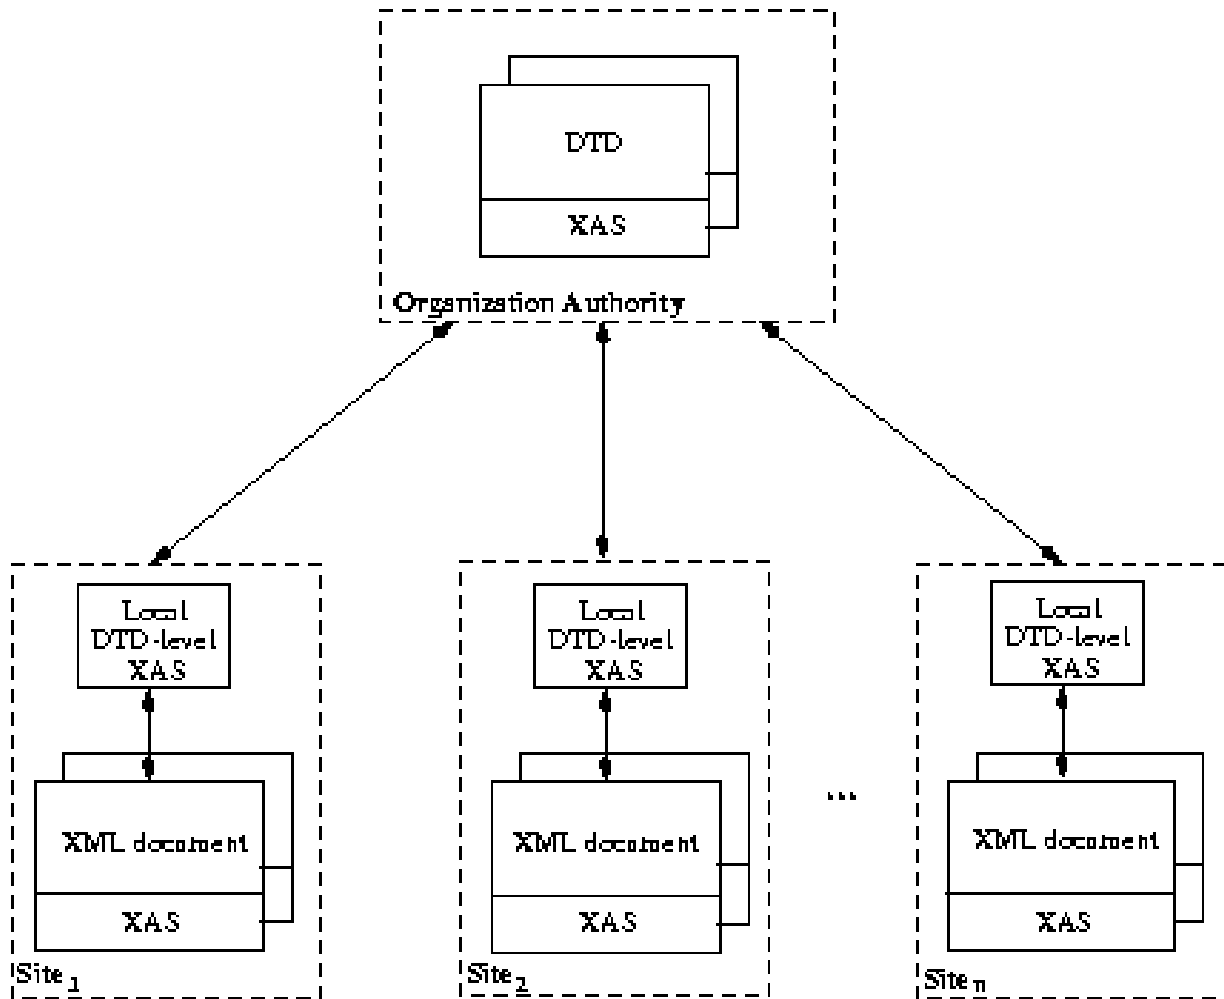 DTD
XAS
Organization Authority
Local
DTD-level
XAS
XML document
XAS
Site 1
Local
DTD-level
XAS
XML document
XAS
Site 2
...
Local
DTD-level
XAS
XML document
XAS
Site n